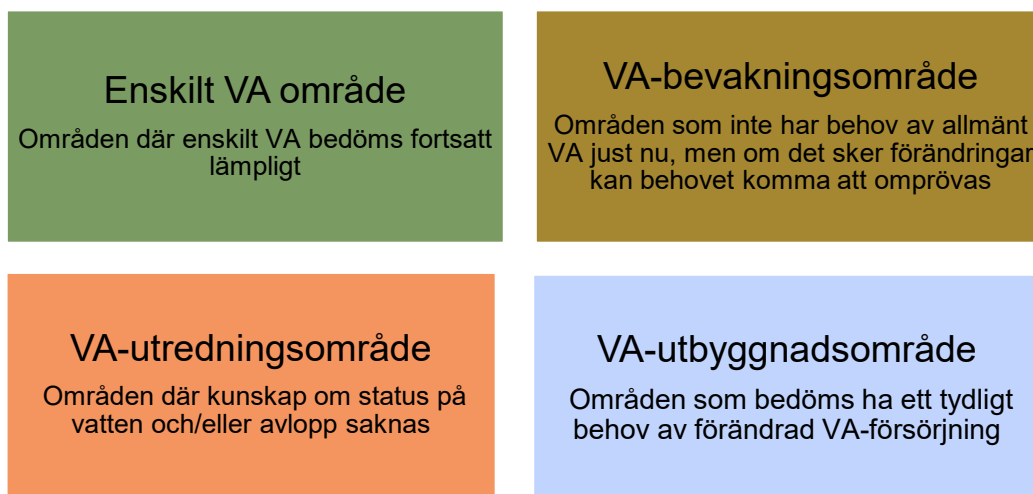 Enskilt VA område
Områden där enskilt VA bedöms fortsatt
lämpligt
VA-bevakningsområde
Områden som inte har behov av allmänt
VA just nu, men om det sker förändringar
kan behovet komma att omprövas
VA-utredningsområde
Områden där kunskap om status på
vatten och/eller avlopp saknas
VA-utbyggnadsområde
Områden som bedöms ha ett tydligt
behov av förändrad VA-försörjning